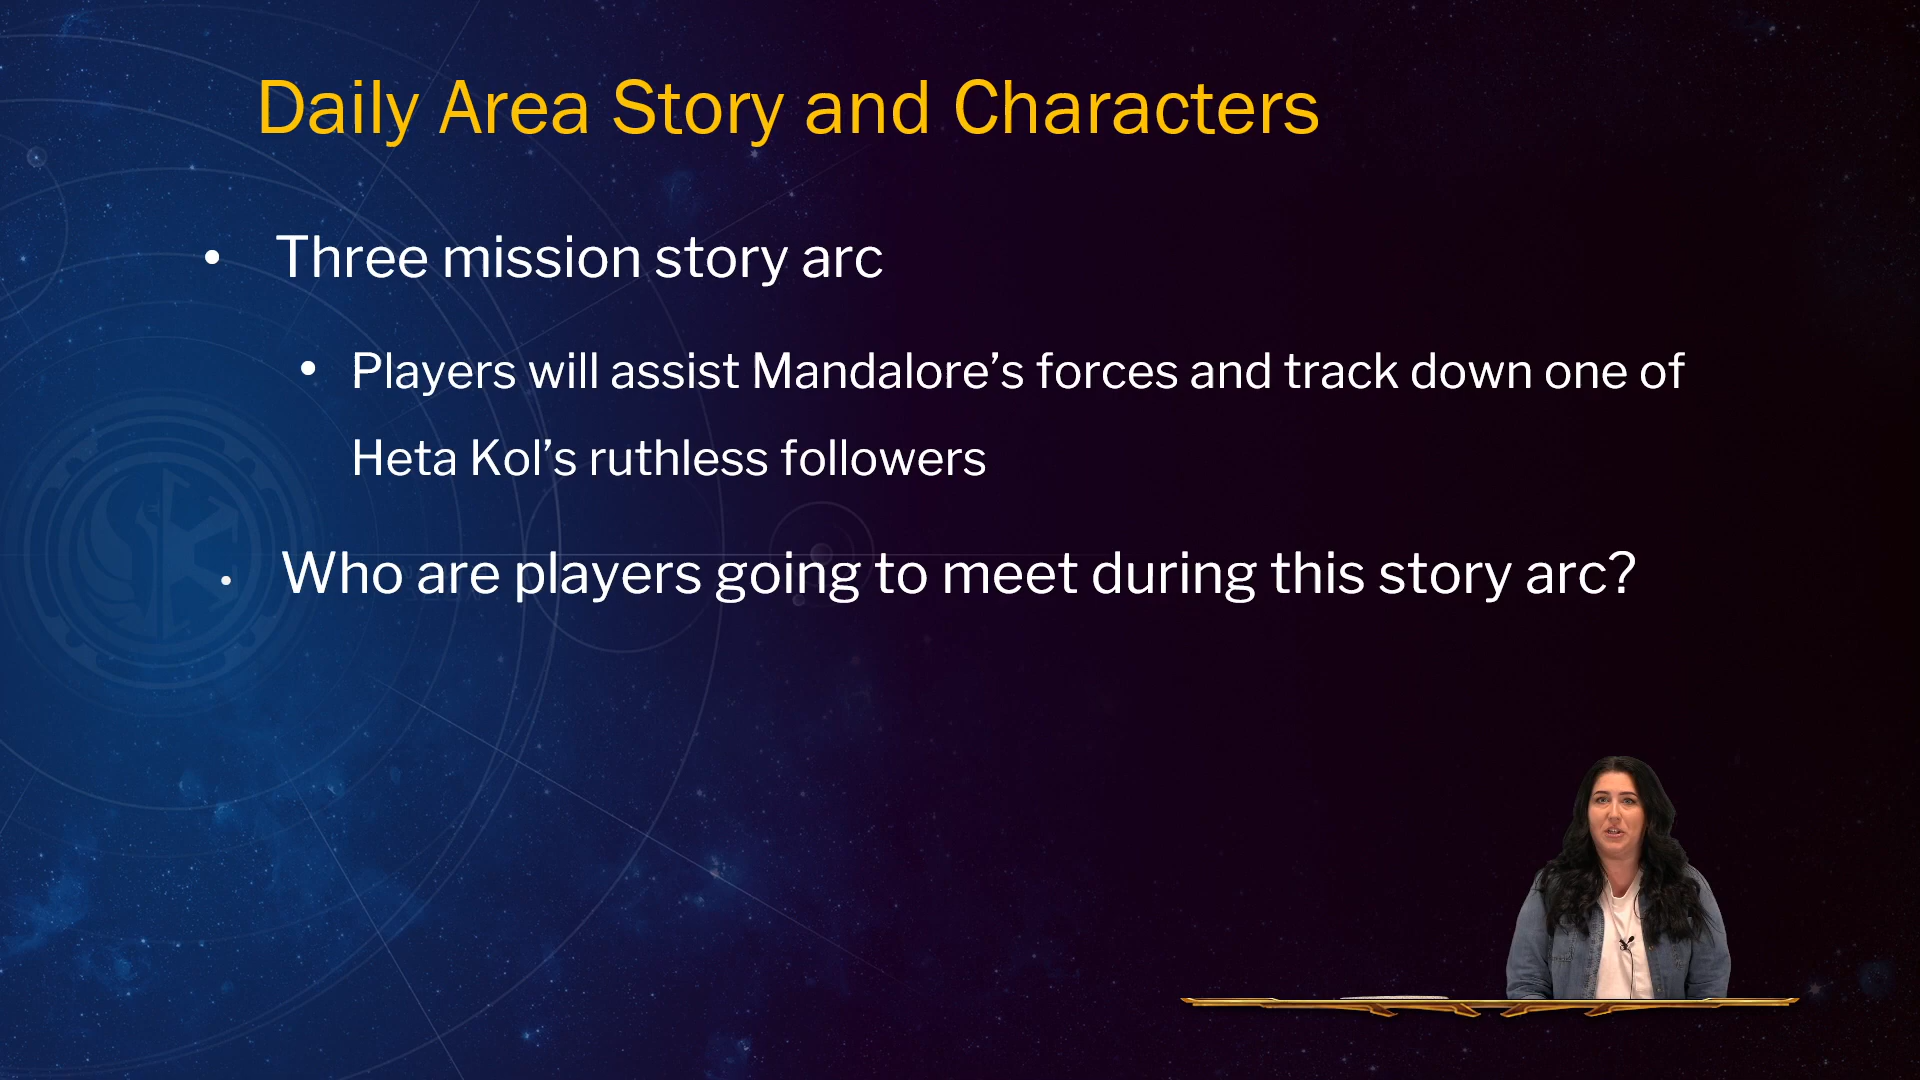 Daily Area Story and Characters
• Three mission story arc
• Players will assist Mandalore’s forces and track down one of
Heta Kol’s ruthless followers
• Who are players going to meet during this story arc?